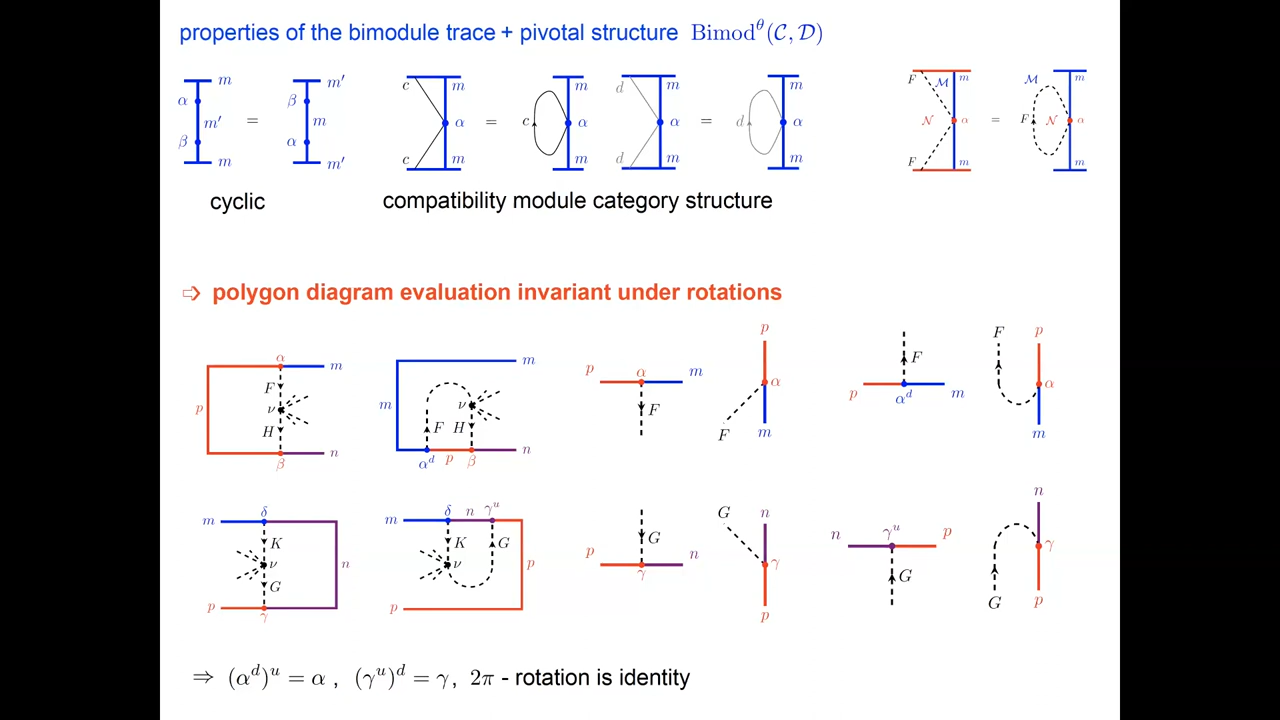 properties of the bimodule trace + pivotal structure Bimod^θ(𝒞, 𝒟)
m m′ c m m d m m F ℳ m ℳ m
α β
m′ = m α = c α α = d α 𝒩 α = F 𝒩 α
β α
m m′ c m m d m m F m m
cyclic compatibility module category structure
⇨ polygon diagram evaluation invariant under rotations
α m m p α m p F p
F F
p ν m ν F α F α
H F H F m p α^d m m
β n α^d p β n
m δ m δ n γ^u G G n n γ^u p n
K K G
ν n ν p p γ n γ G γ
G
p γ p p G p
⇒ (α^d)^u = α , (γ^u)^d = γ, 2π - rotation is identity